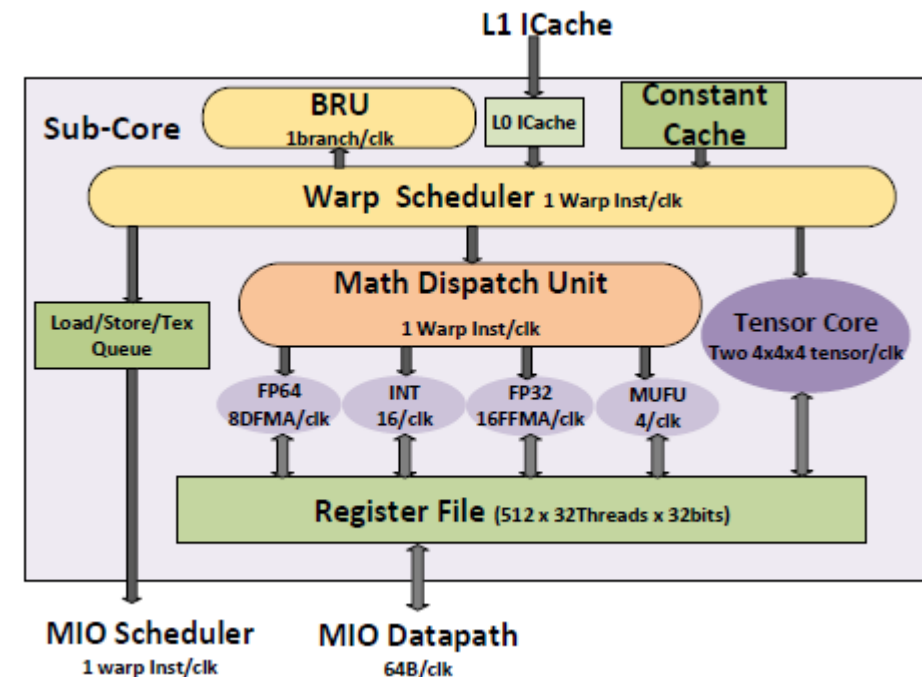 L1 ICache
Sub-Core
BRU
1branch/clk
L0 ICache
Constant
Cache
Warp Scheduler 1 Warp Inst/clk
Load/Store/Tex
Queue
Math Dispatch Unit
1 Warp Inst/clk
Tensor Core
Two 4x4x4 tensor/clk
FP64
8DFMA/clk
INT
16/clk
FP32
16FFMA/clk
MUFU
4/clk
Register File (512 x 32Threads x 32bits)
MIO Scheduler
1 warp Inst/clk
MIO Datapath
64B/clk